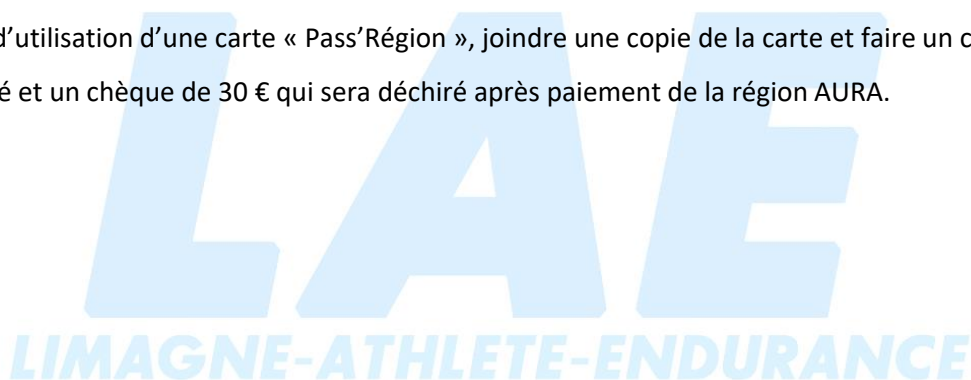 d’utilisation d’une carte « Pass’Région », joindre une copie de la carte et faire un
et un chèque de 30 € qui sera déchiré après paiement de la région AURA.
LAE
LIMAGNE-ATHLETE-ENDURANCE